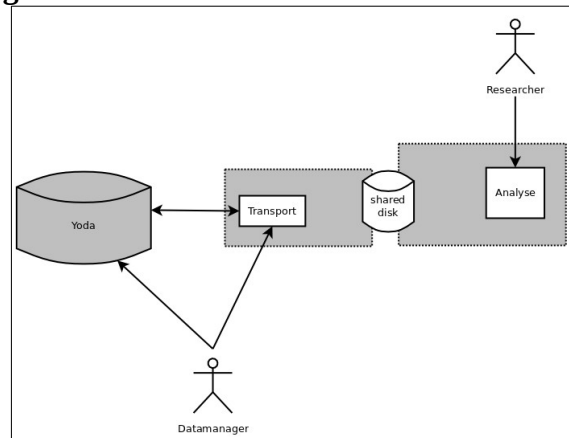 g
Researcher
Analyse
shared
disk
Transport
Yoda
Datamanager